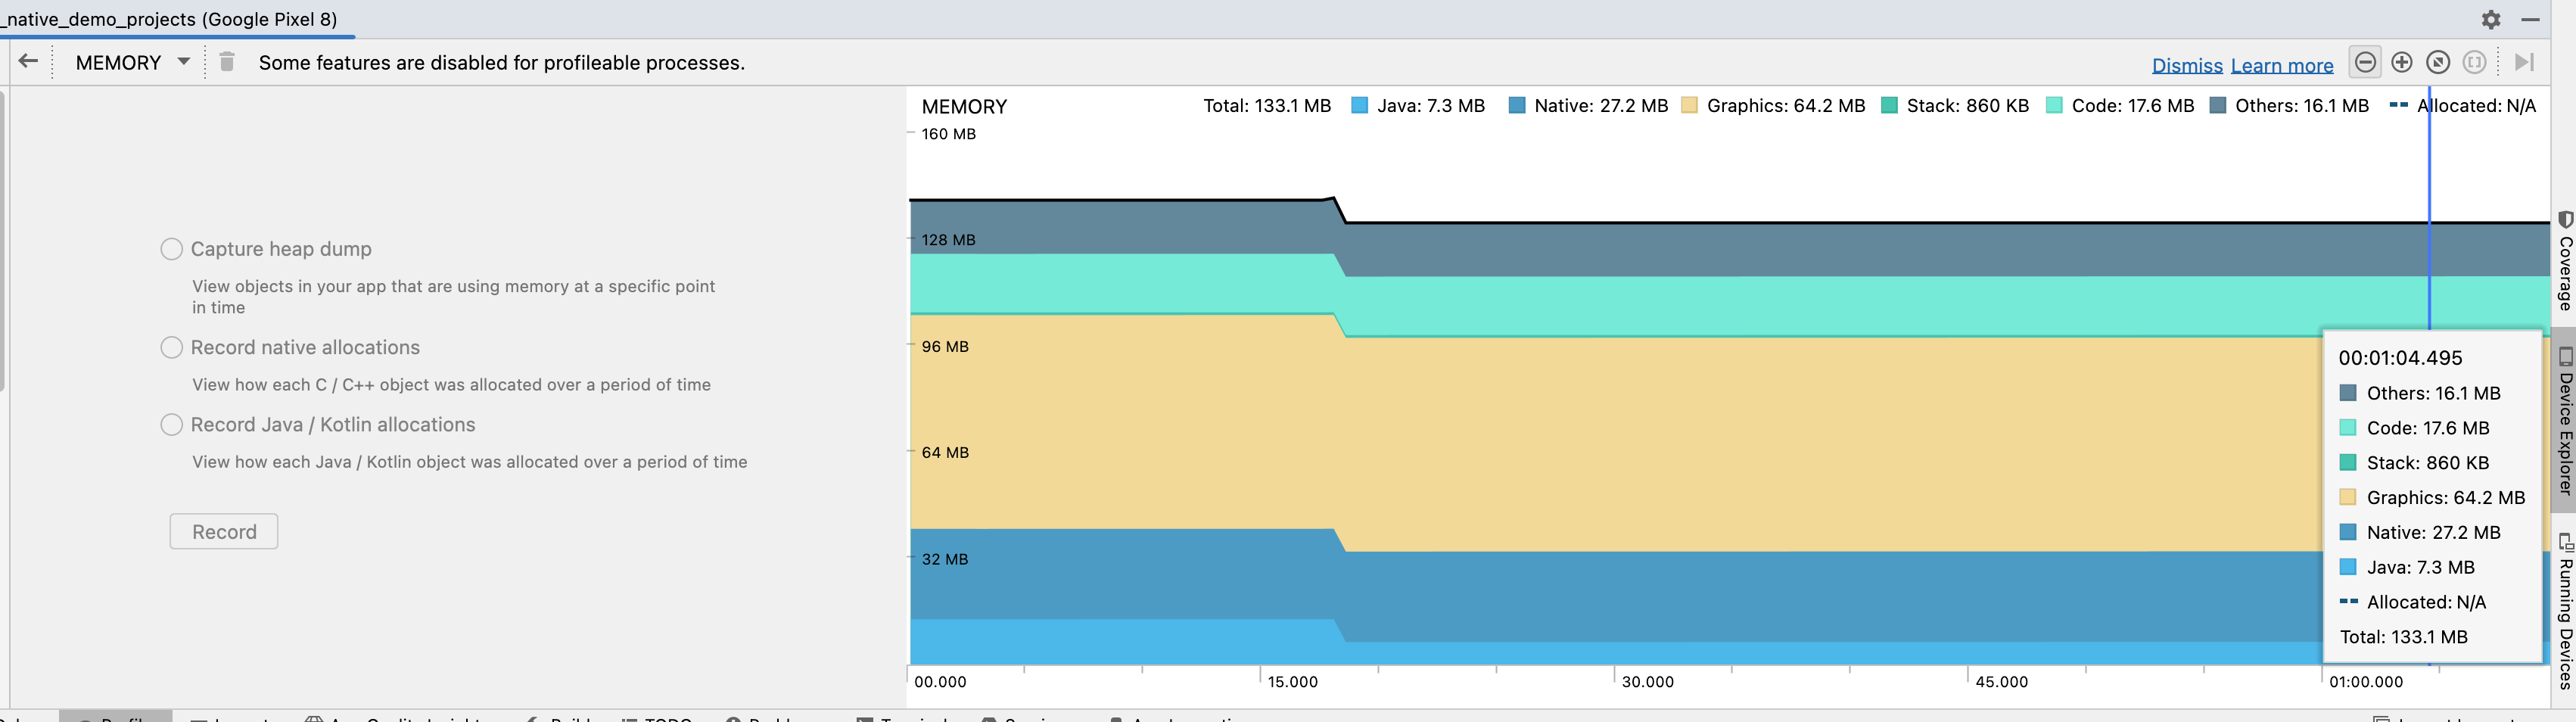 _native_demo_projects (Google Pixel 8)
MEMORY
Some features are disabled for profileable processes.
Dismiss
Learn more
Capture heap dump
View objects in your app that are using memory at a specific point
in time
Record native allocations
View how each C / C++ object was allocated over a period of time
Record Java / Kotlin allocations
View how each Java / Kotlin object was allocated over a period of time
Record
MEMORY
Total: 133.1 MB
Java: 7.3 MB
Native: 27.2 MB
Graphics: 64.2 MB
Stack: 860 KB
Code: 17.6 MB
Others: 16.1 MB
Allocated: N/A
160 MB
128 MB
96 MB
64 MB
32 MB
00.000
15.000
30.000
45.000
01:00.000
00:01:04.495
Others: 16.1 MB
Code: 17.6 MB
Stack: 860 KB
Graphics: 64.2 MB
Native: 27.2 MB
Java: 7.3 MB
Allocated: N/A
Total: 133.1 MB
Coverage
Device Explorer
Running Devices
TODO